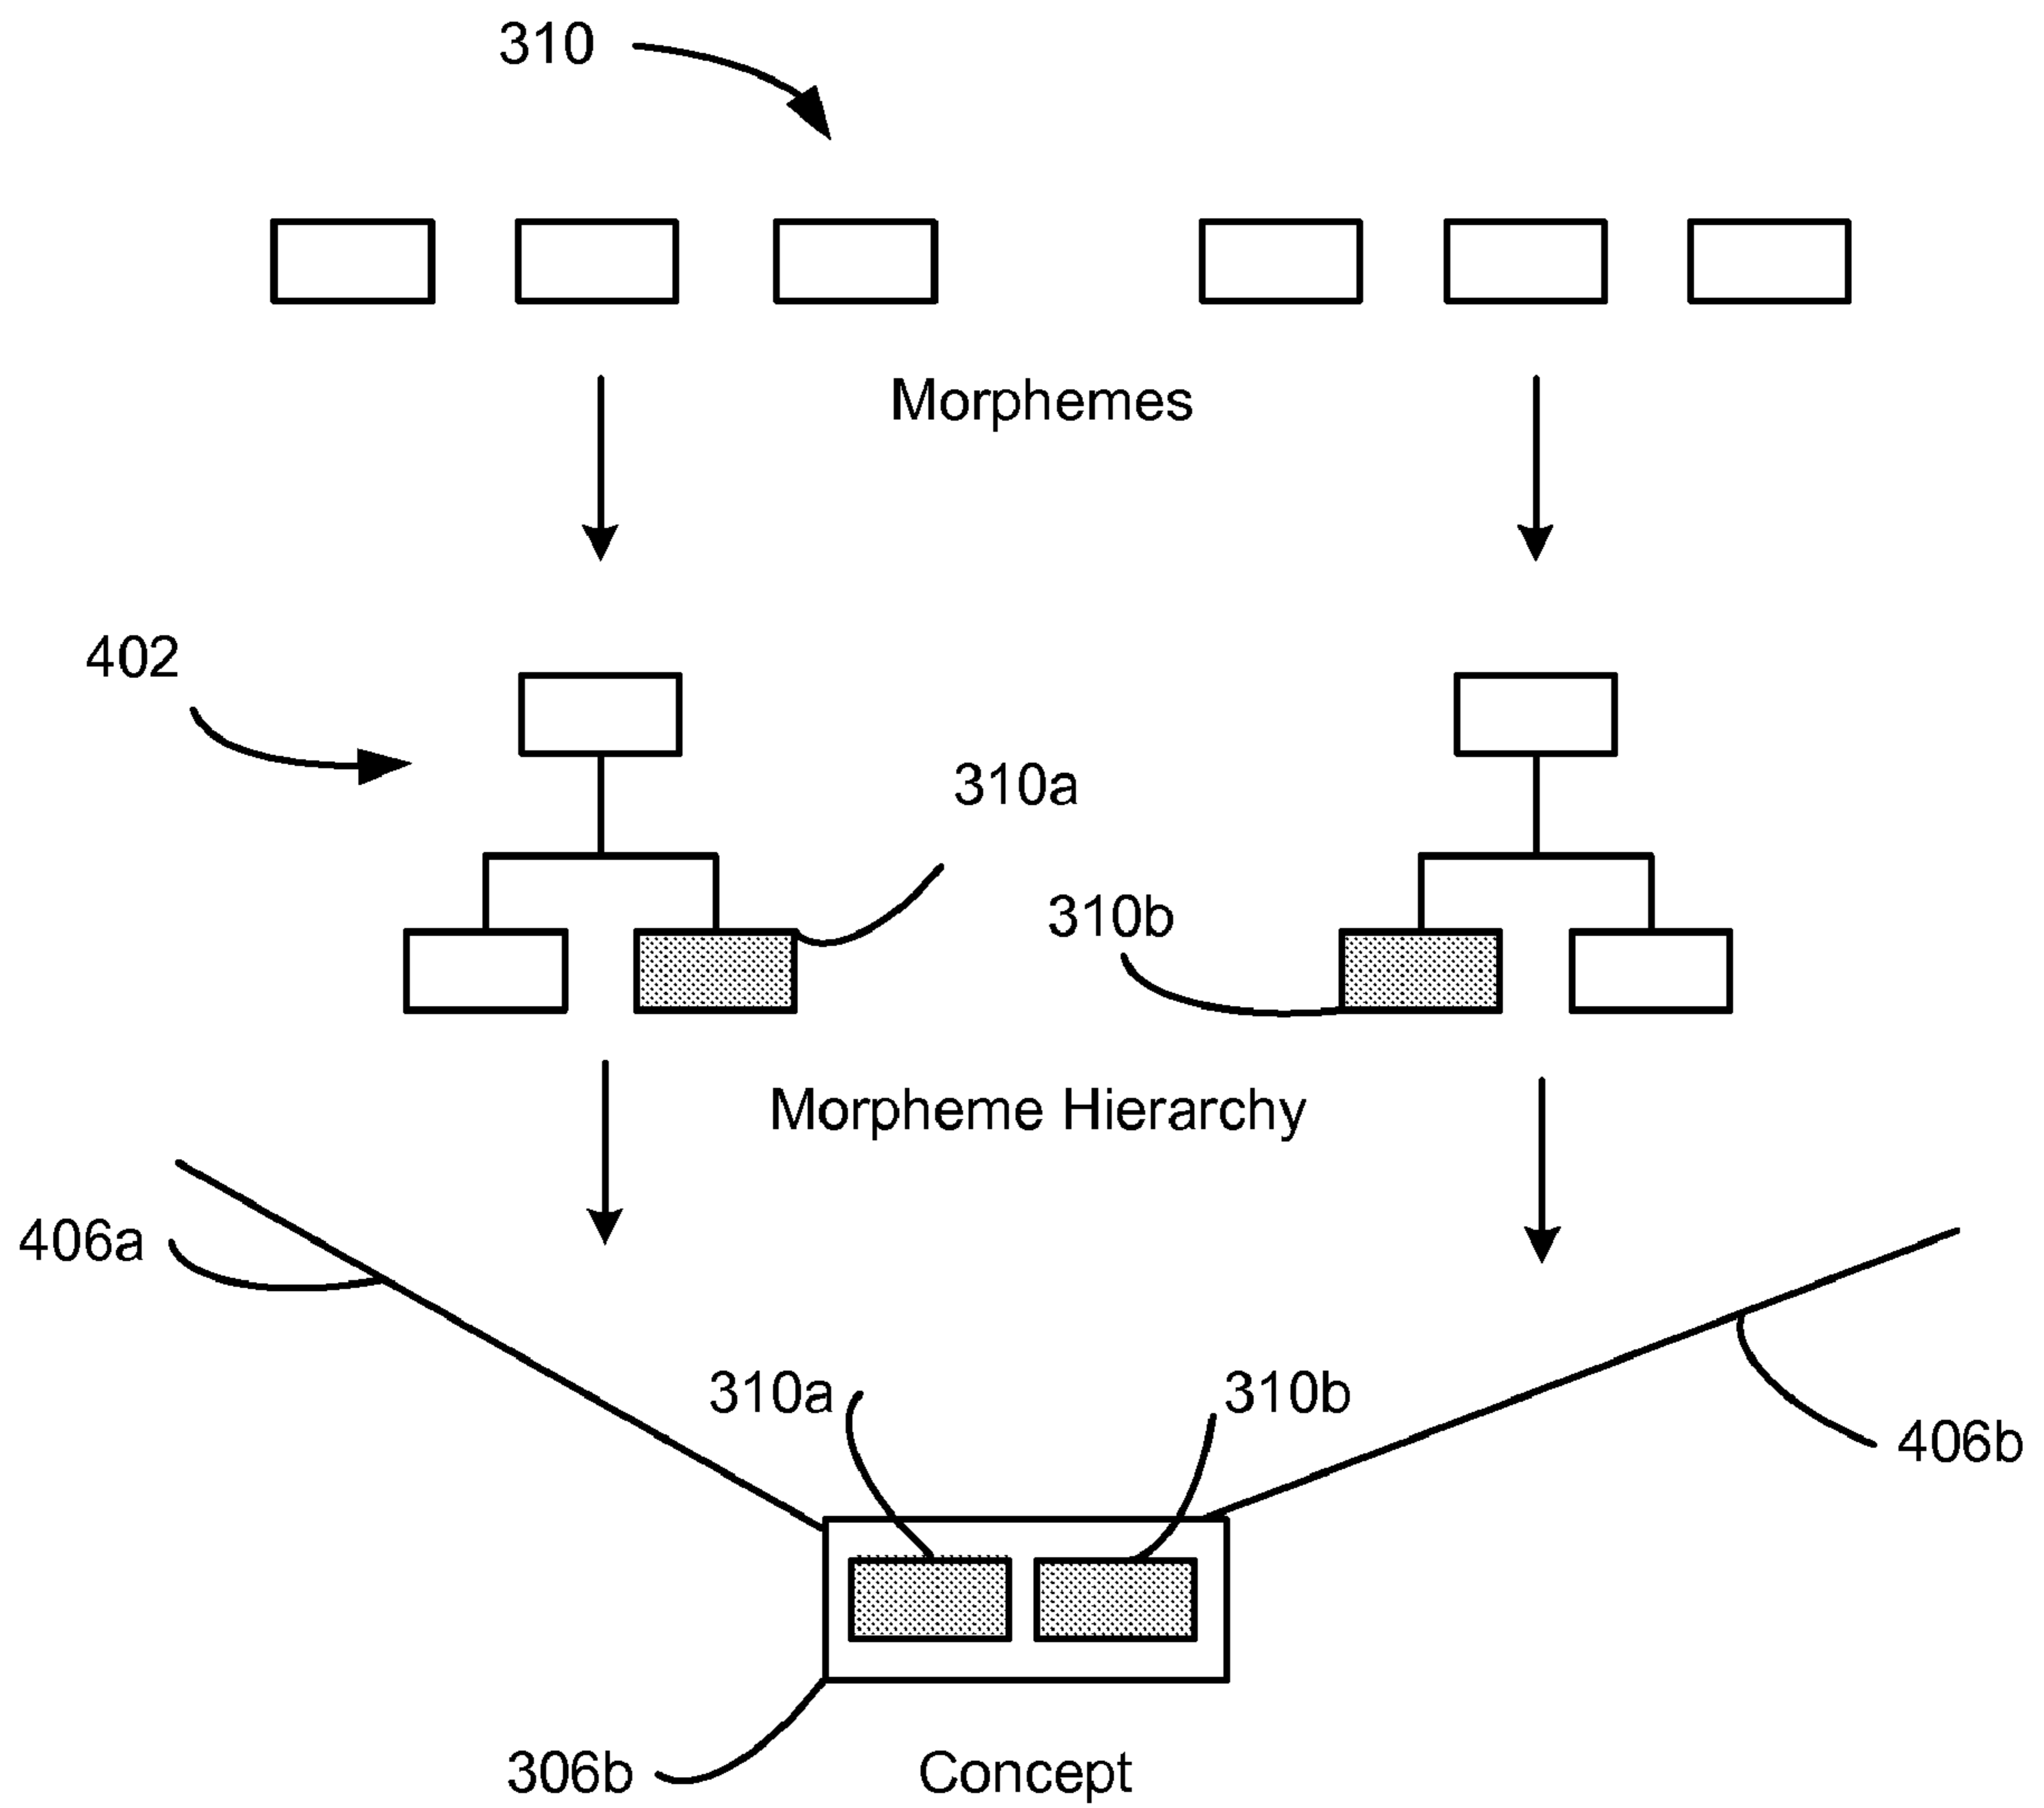 310
Morphemes
402
310a
310b
Morpheme Hierarchy
406a
310a
310b
406b
306b
Concept